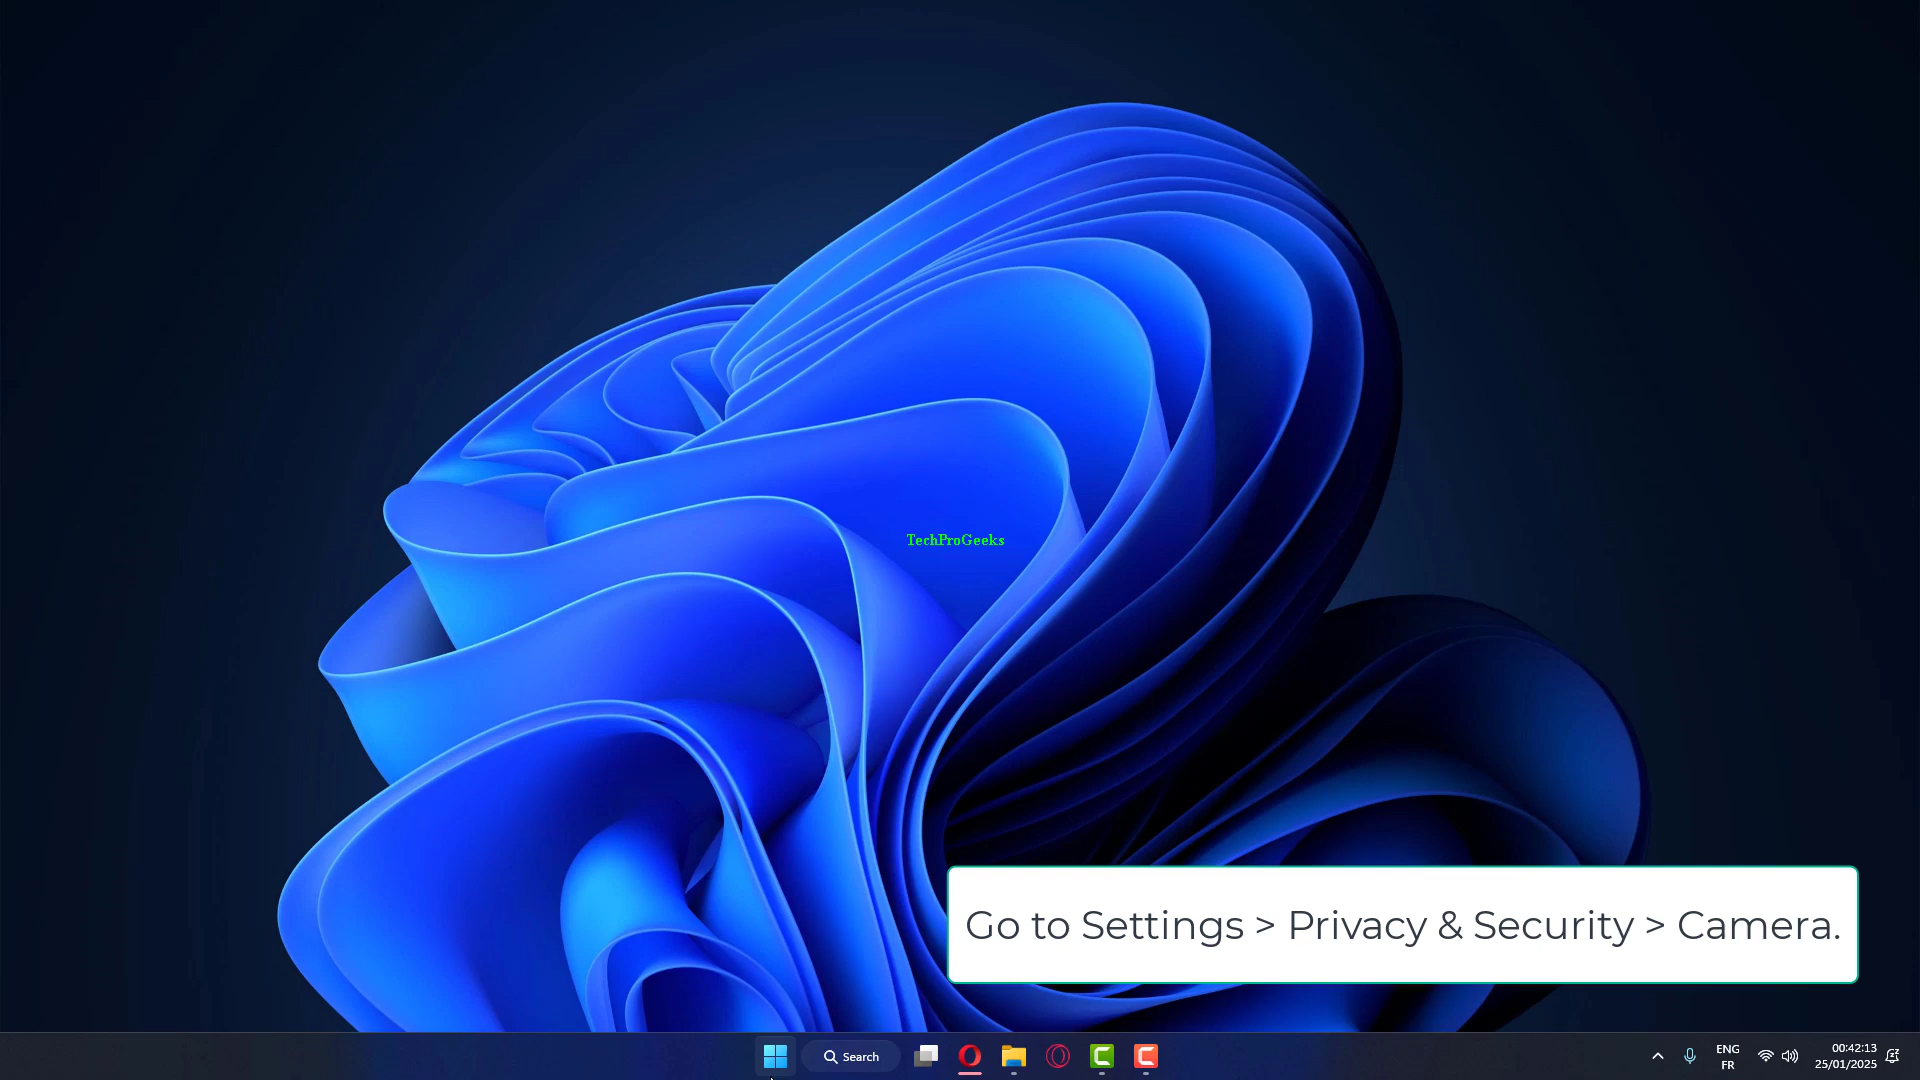 TechProGeeks
Go to Settings > Privacy & Security > Camera.
Search
ENG
FR
00:42:13
25/01/2025